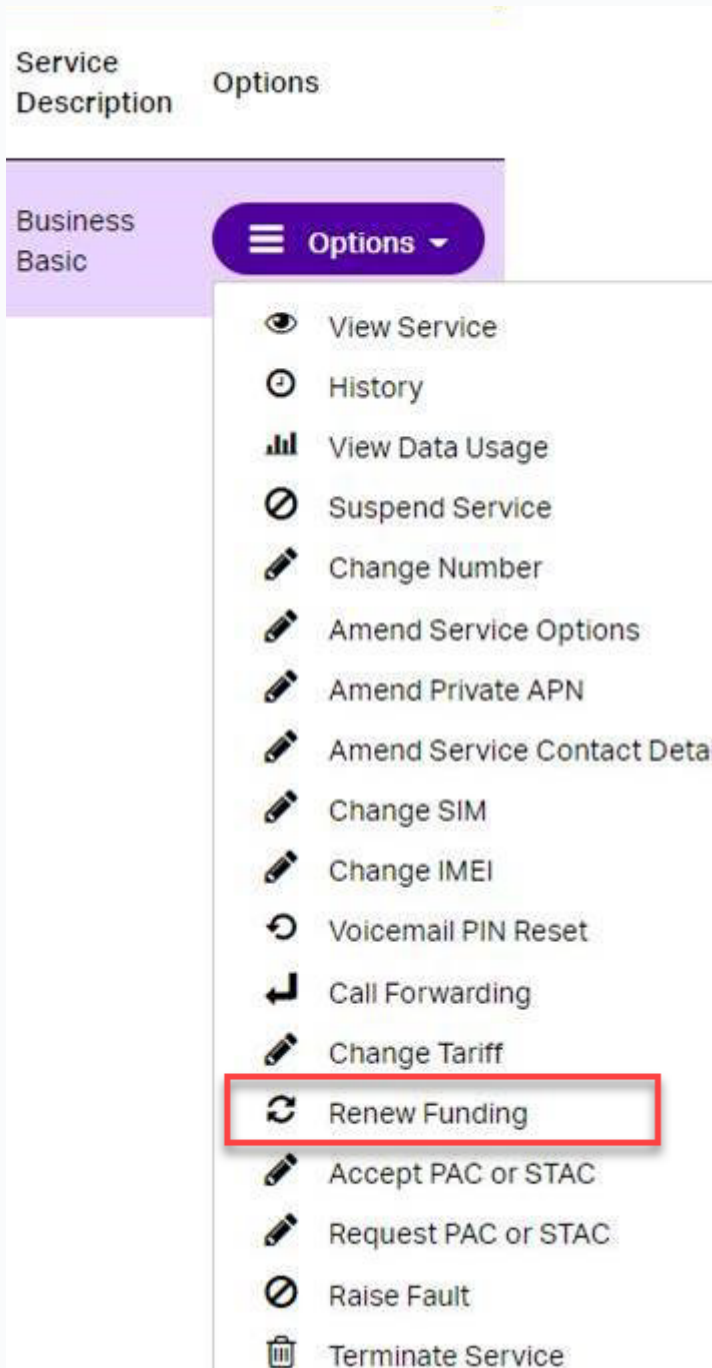 Service
Description
Options
Business
Basic
Options
View Service
History
View Data Usage
Suspend Service
Change Number
Amend Service Options
Amend Private APN
Amend Service Contact Detai
Change SIM
Change IMEI
Voicemail PIN Reset
Call Forwarding
Change Tariff
Renew Funding
Accept PAC or STAC
Request PAC or STAC
Raise Fault
Terminate Service